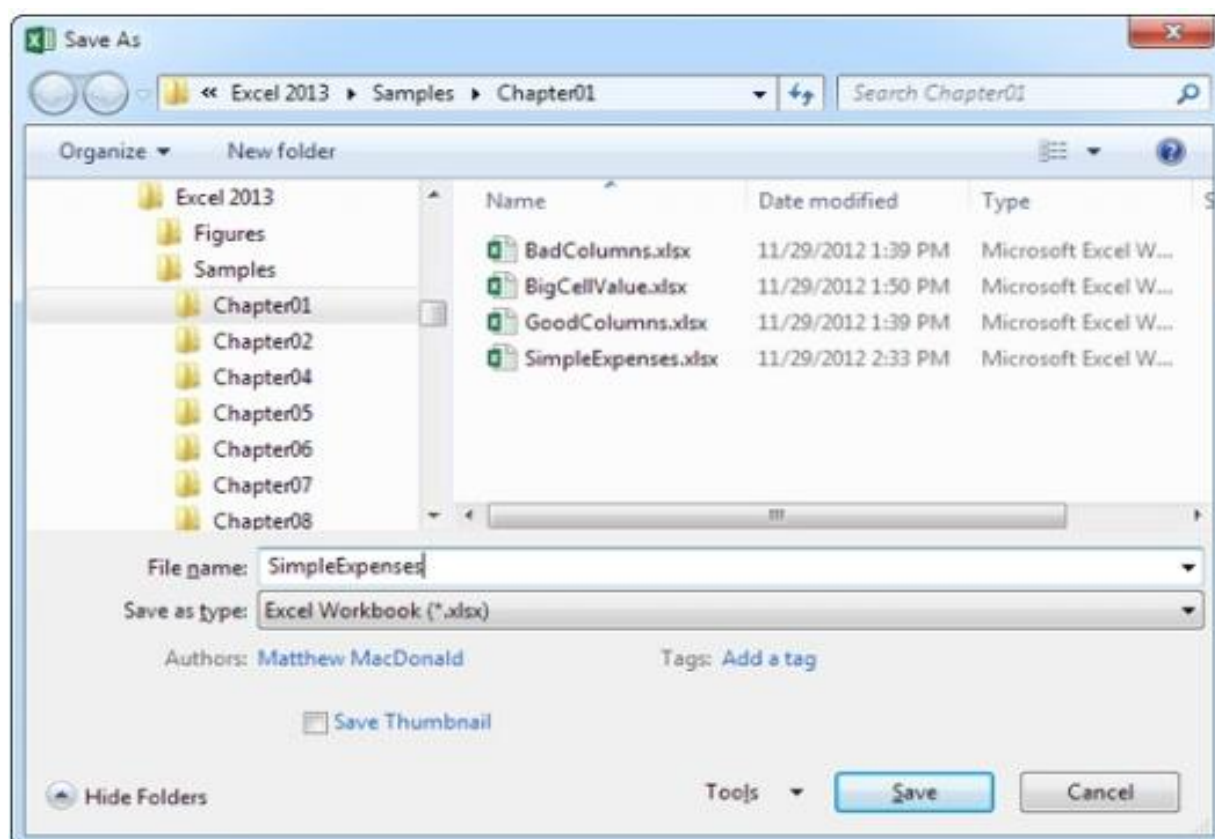 Save As
« Excel 2013 ▸ Samples ▸ Chapter01
Search Chapter01
Organize
New folder
Excel 2013
Figures
Samples
Chapter01
Chapter02
Chapter04
Chapter05
Chapter06
Chapter07
Chapter08
Name Date modified Type S
BadColumns.xlsx 11/29/2012 1:39 PM Microsoft Excel W...
BigCellValue.xlsx 11/29/2012 1:50 PM Microsoft Excel W...
GoodColumns.xlsx 11/29/2012 1:39 PM Microsoft Excel W...
SimpleExpenses.xlsx 11/29/2012 2:33 PM Microsoft Excel W...
File name: SimpleExpenses
Save as type: Excel Workbook (*.xlsx)
Authors: Matthew MacDonald Tags: Add a tag
Save Thumbnail
Hide Folders
Tools
Save
Cancel